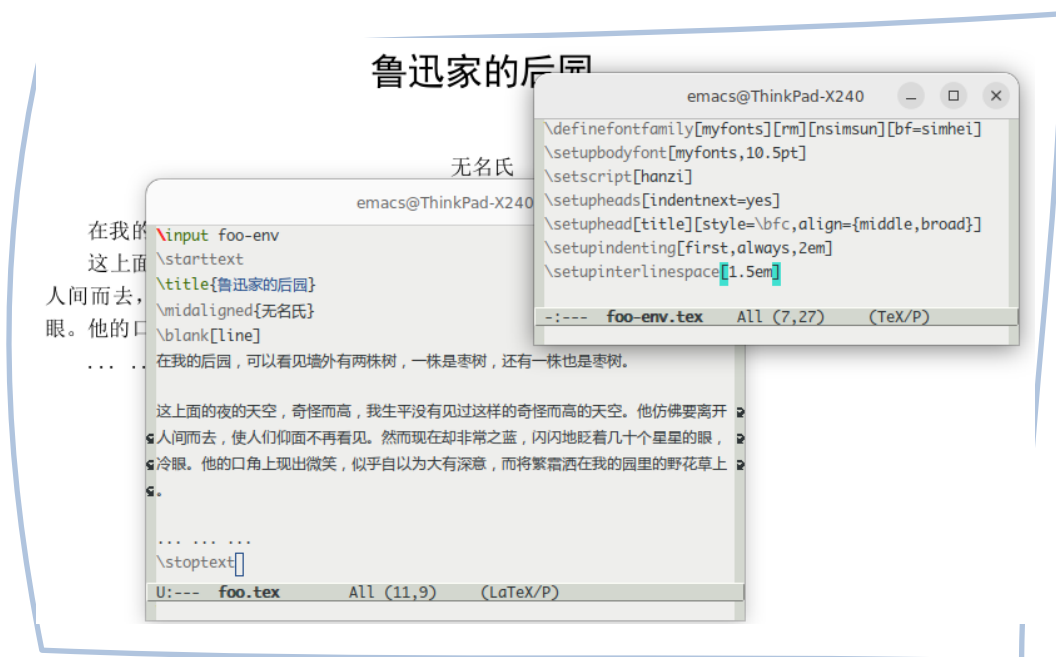 鲁迅家的后园
无名氏
在我的
这上面
人间而去，
眼。他的口
... ..
emacs@ThinkPad-X240
\definefontfamily[myfonts][rm][nsimsun][bf=simhei]
\setupbodyfont[myfonts,10.5pt]
\setscript[hanzi]
\setupheads[indentnext=yes]
\setuphead[title][style=\bfc,align={middle,broad}]
\setupindenting[first,always,2em]
\setupinterlinespace[1.5em]
-:--- foo-env.tex All (7,27) (TeX/P)
emacs@ThinkPad-X240
\input foo-env
\starttext
\title{鲁迅家的后园}
\midaligned{无名氏}
\blank[line]
在我的后园，可以看见墙外有两株树，一株是枣树，还有一株也是枣树。
这上面的夜的天空，奇怪而高，我生平没有见过这样的奇怪而高的天空。他仿佛要离开
人间而去，使人们仰面不再看见。然而现在却非常之蓝，闪闪地眨着几十个星星的眼，
冷眼。他的口角上现出微笑，似乎自以为大有深意，而将繁霜洒在我的园里的野花草上
。
... ... ...
\stoptext
U:--- foo.tex All (11,9) (LaTeX/P)